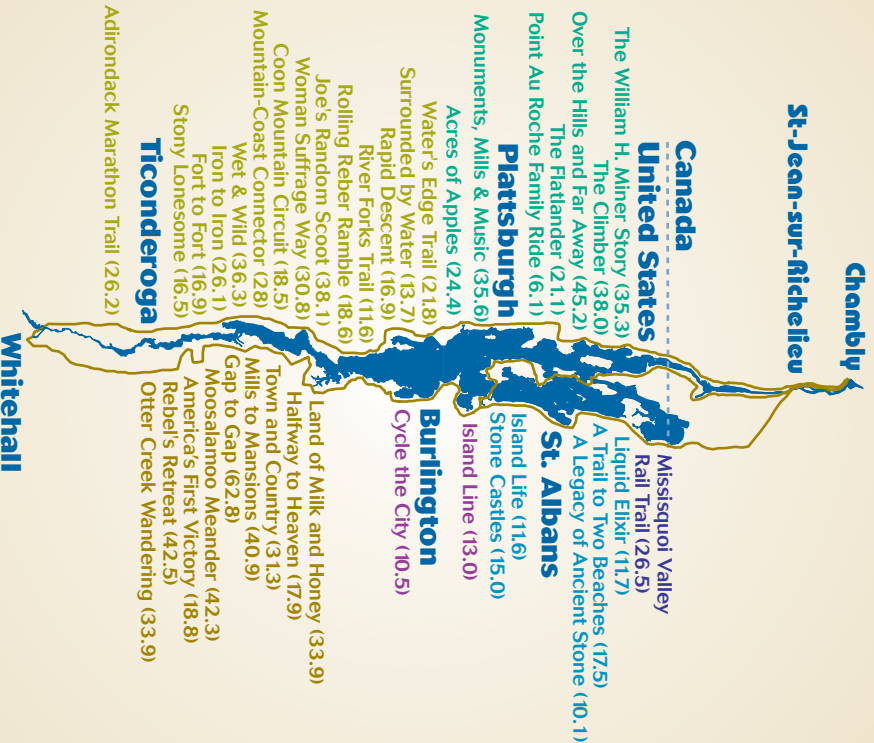 Chambly
St-Jean-sur-Richelieu
Canada
United States
The William H. Miner Story (35.3)
The Climber (38.0)
Over the Hills and Far Away (45.2)
The Flatlander (21.1)
Point Au Roche Family Ride (6.1)
Plattsburgh
Monuments, Mills & Music (35.6)
Acres of Apples (24.4)
Water's Edge Trail (21.8)
Surrounded by Water (13.7)
Rapid Descent (16.9)
River Forks Trail (11.6)
Rolling Reber Ramble (18.6)
Joe's Random Scoot (38.1)
Woman Suffrage Way (30.8)
Coon Mountain Circuit (18.5)
Mountain-Coast Connector (28)
Wet & Wild (36.3)
Iron to Iron (26.1)
Fort to Fort (16.9)
Stony Lonesome (16.5)
Ticonderoga
Adirondack Marathon Trail (26.2)
Missisquoi Valley
Rail Trail (26.5)
Liquid Elixir (11.7)
A Trail to Two Beaches (17.5)
A Legacy of Ancient Stone (10.1)
St. Albans
Island Life (11.6)
Stone Castles (15.0)
Island Line (13.0)
Burlington
Cycle the City (10.5)
Land of Milk and Honey (33.9)
Halfway to Heaven (17.9)
Town and Country (31.3)
Mills to Mansions (40.9)
Gap to Gap (62.8)
Moosalamoo Meander (42.3)
America's First Victory (18.8)
Rebel's Retreat (42.5)
Otter Creek Wandering (33.9)
Whitehall